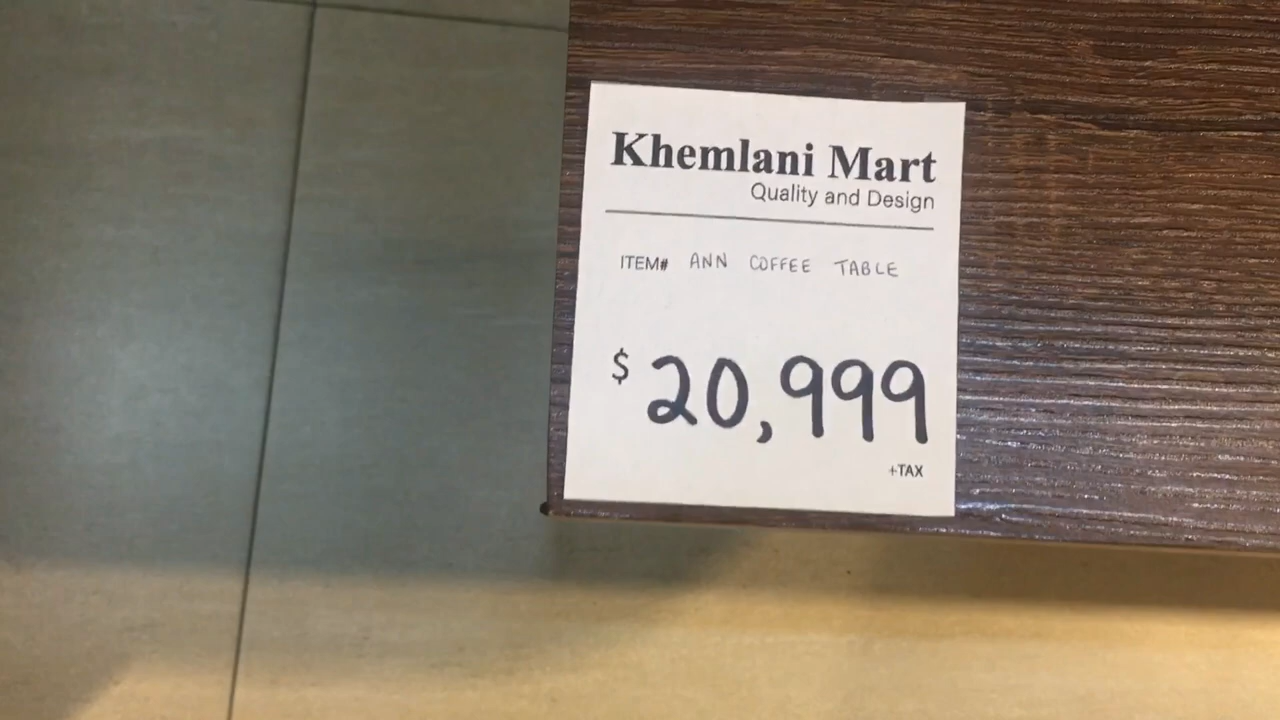 Khemlani Mart
Quality and Design
ITEM# ANN COFFEE TABLE
$20,999
+TAX